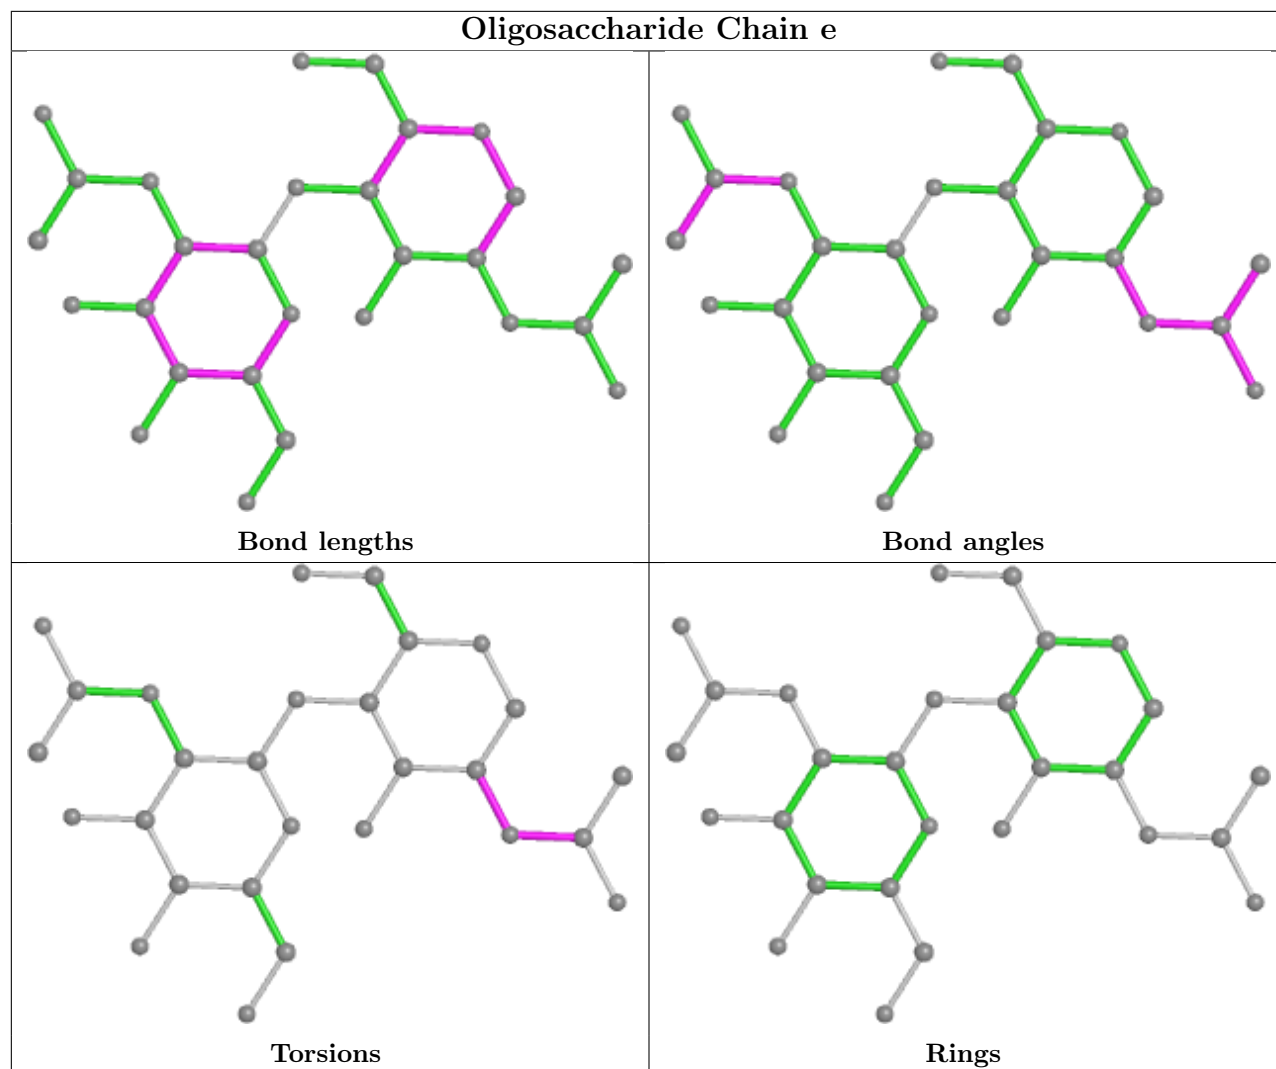 Oligosaccharide Chain e
Bond lengths
Bond angles
Torsions
Rings